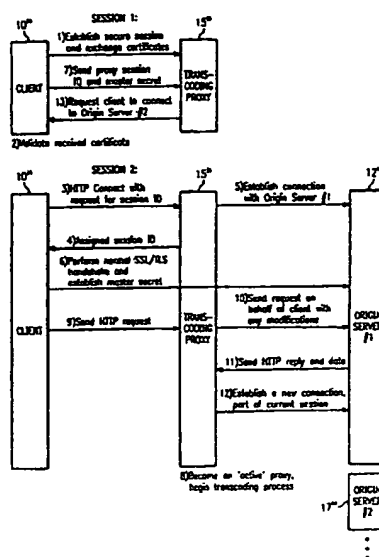 SESSION 1:
10"
15"
1)Establish secure session
and exchange certificates
7)Send proxy session
ID and master secret
13)Request client to connect
to Origin Server #2
CLIENT
TRANS-
CODING
PROXY
2)Validate received certificate
SESSION 2:
10"
15"
12"
3)HTTP Connect with
request for session ID
5)Establish connection
with Origin Server #1
4)Assigned session ID
6)Perform normal SSL/TLS
handshake and
establish master secret
10)Send request on
behalf of client with
any modifications
9)Send HTTP request
CLIENT
TRANS-
CODING
PROXY
ORIGIN
SERVER
#1
11)Send HTTP reply and data
12)Establish a new connection,
part of current session
8)Become an 'active' proxy,
begin transcoding process
17"
ORIGIN
SERVER
#2